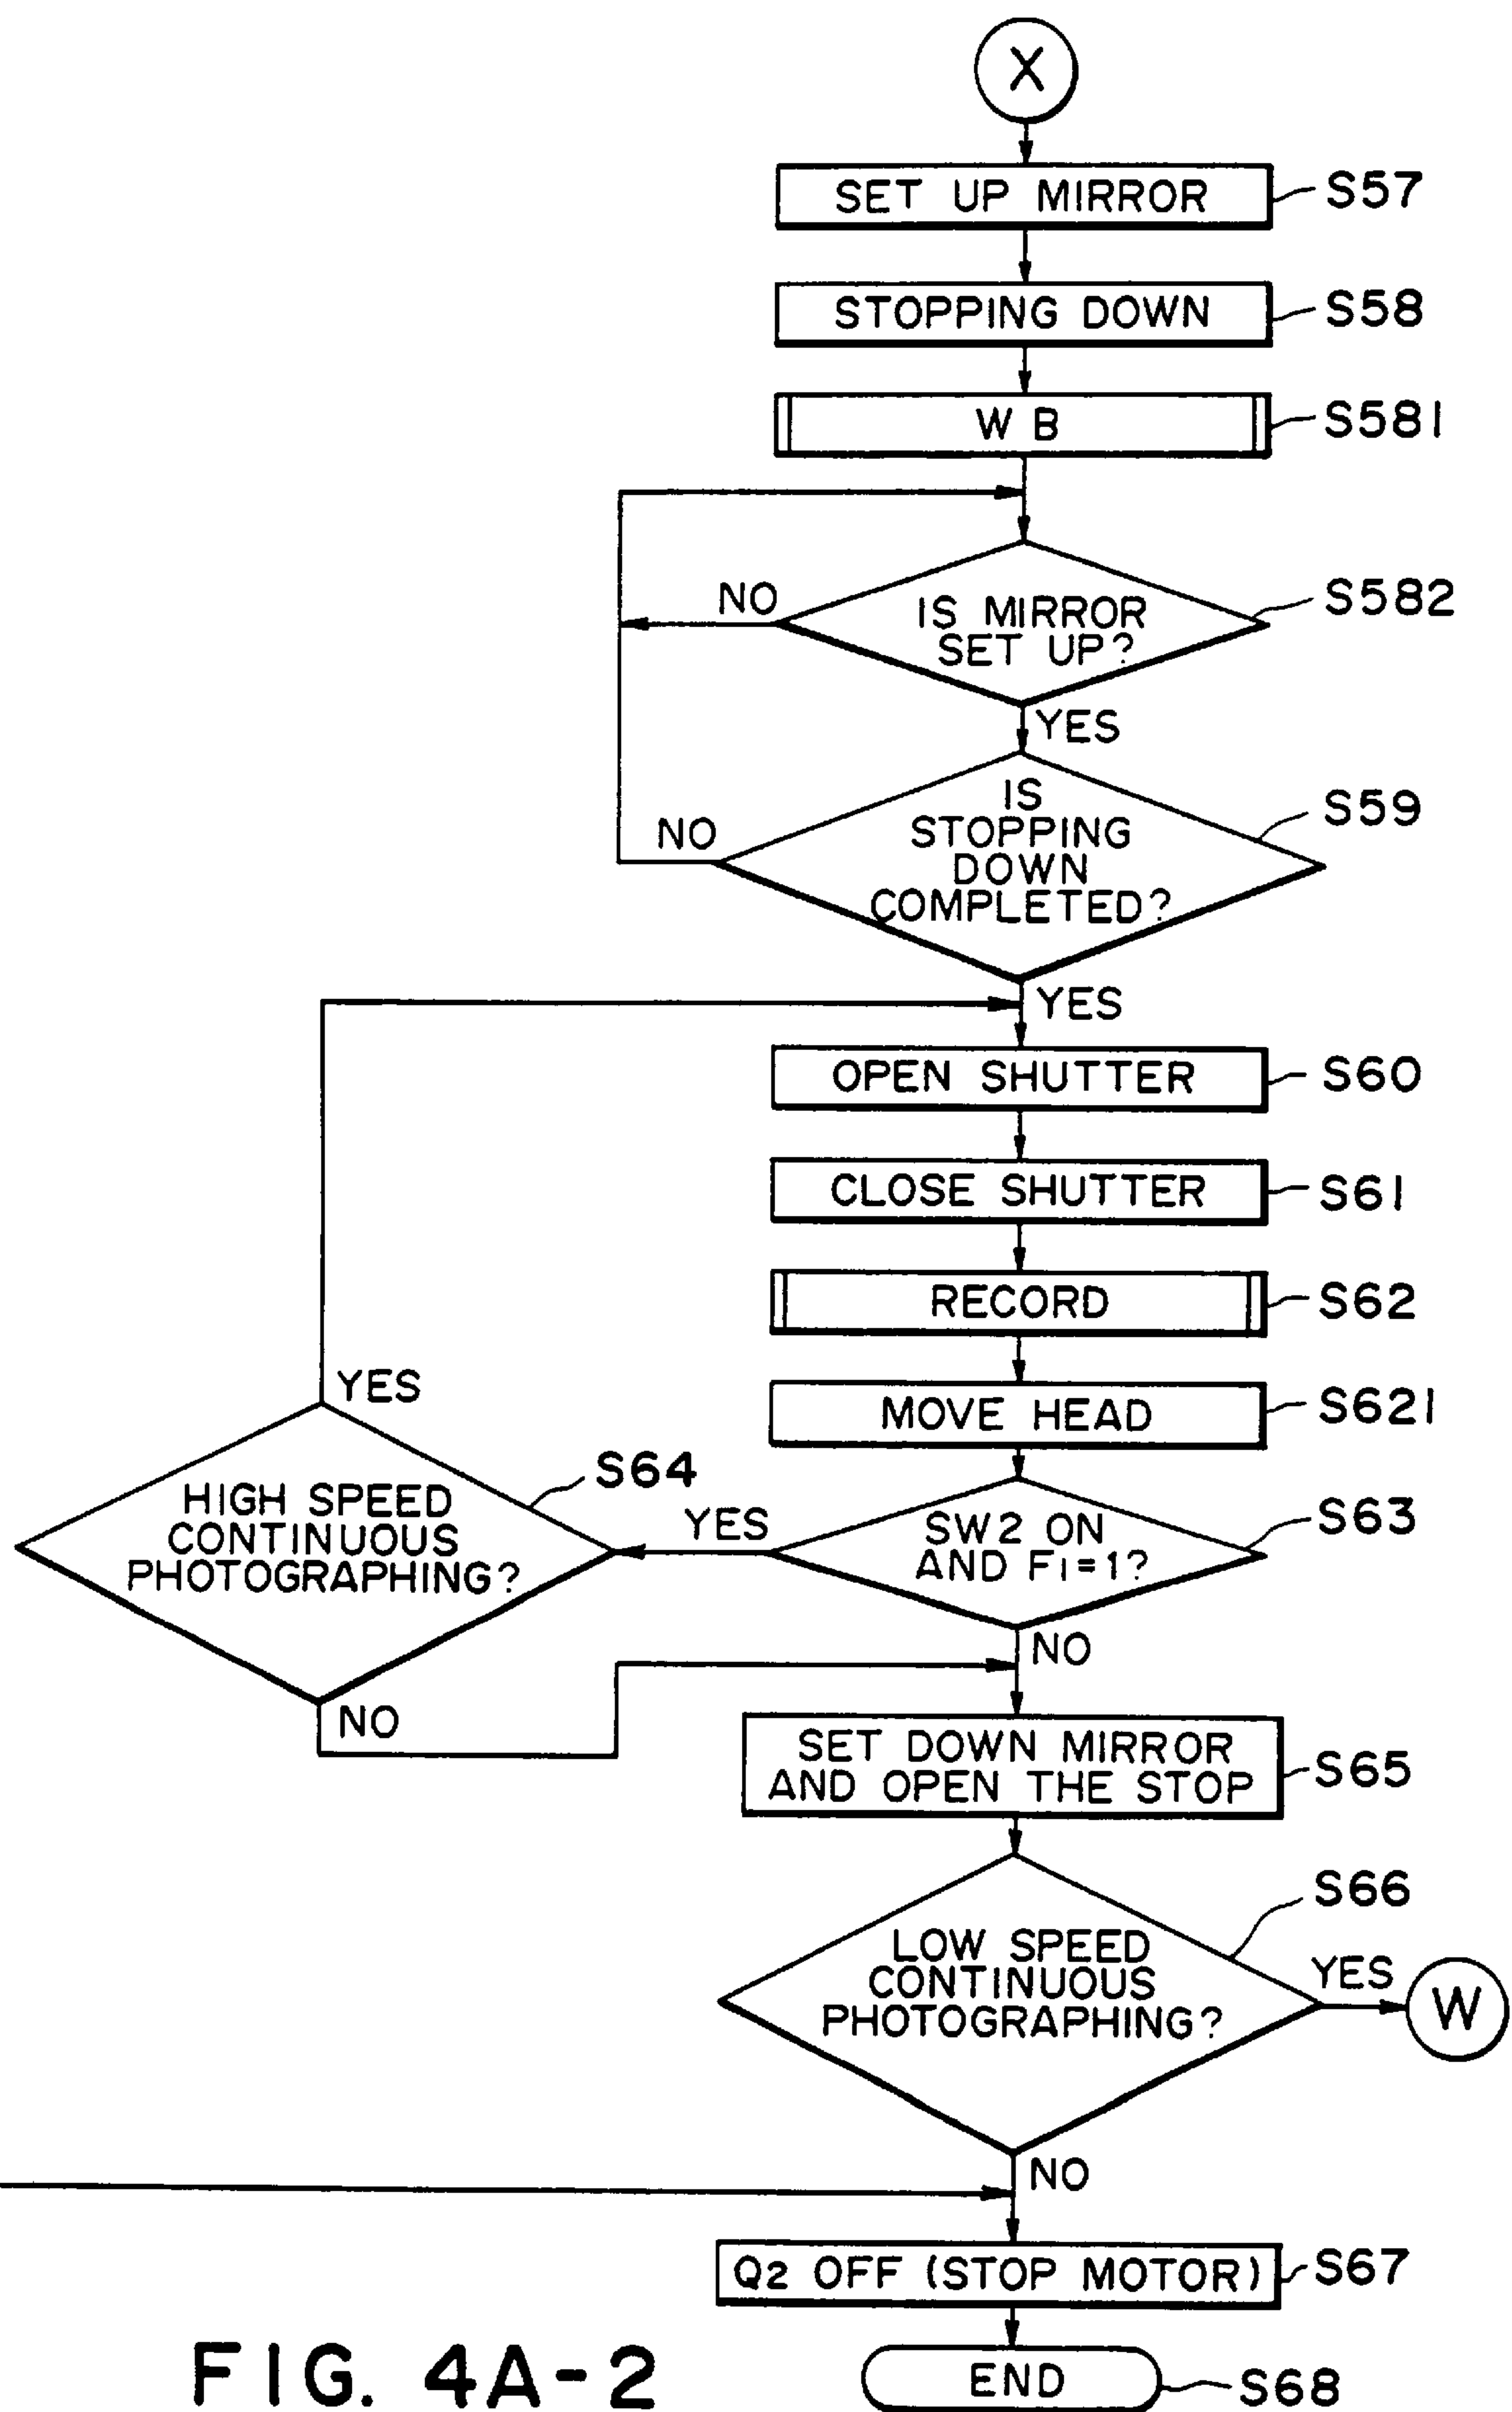 X
SET UP MIRROR
S57
STOPPING DOWN
S58
WB
S581
NO
IS MIRROR
SET UP?
S582
YES
IS
STOPPING
DOWN
COMPLETED?
S59
NO
YES
OPEN SHUTTER
S60
CLOSE SHUTTER
S61
RECORD
S62
MOVE HEAD
S621
YES
HIGH SPEED
CONTINUOUS
PHOTOGRAPHING?
S64
YES
SW2 ON
AND F1=1?
S63
NO
NO
SET DOWN MIRROR
AND OPEN THE STOP
S65
LOW SPEED
CONTINUOUS
PHOTOGRAPHING?
S66
YES
W
NO
Q2 OFF (STOP MOTOR)
S67
END
S68
FIG. 4A-2